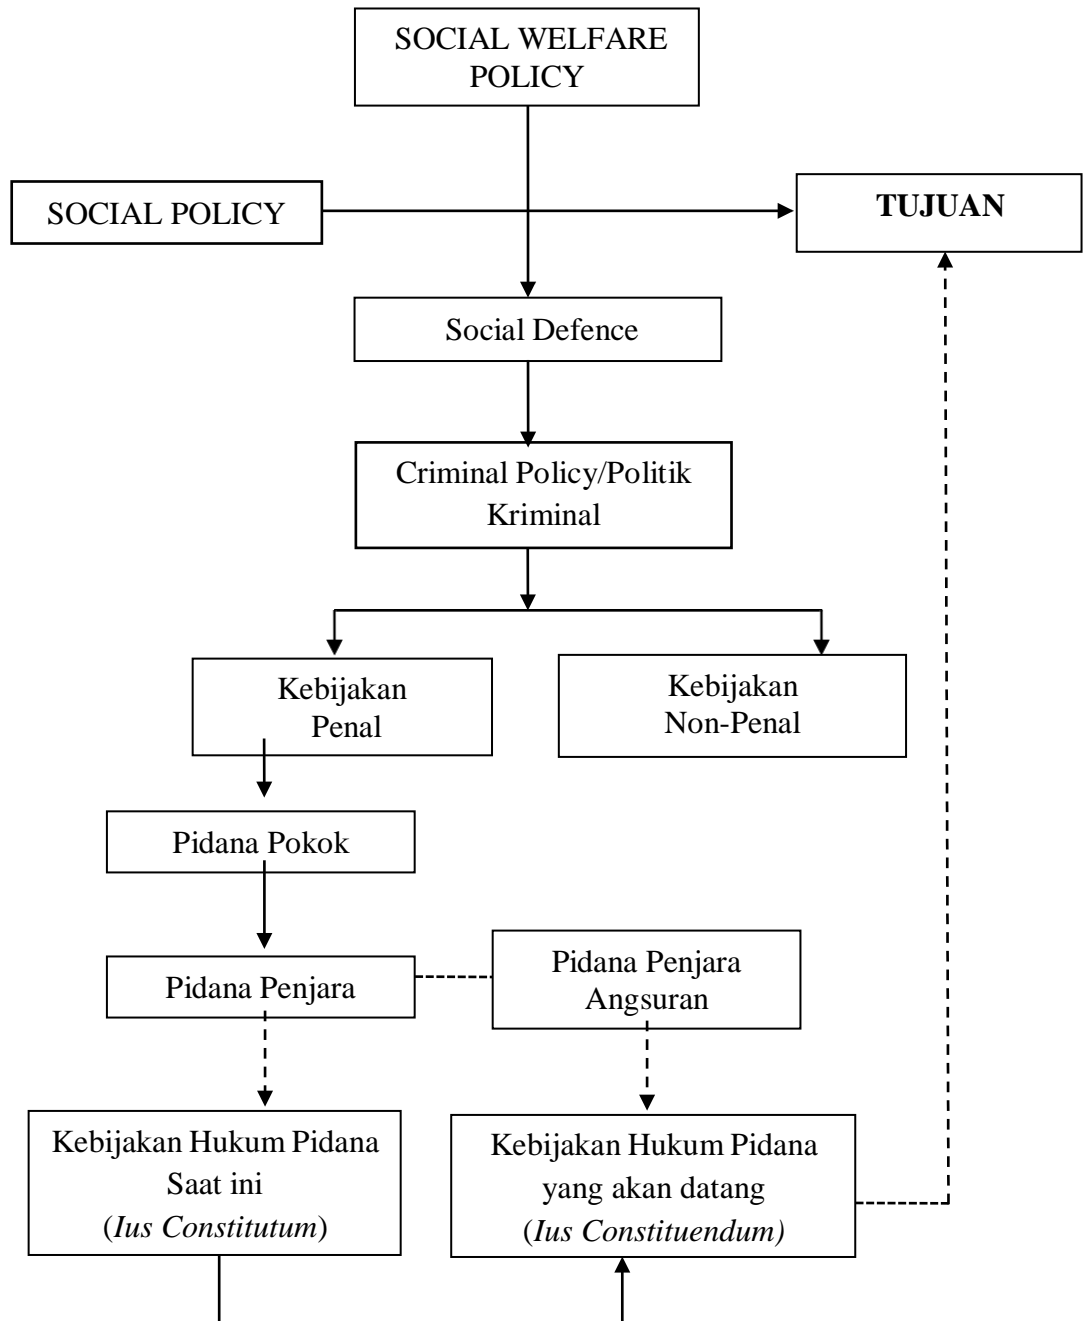 SOCIAL WELFARE
POLICY
SOCIAL POLICY
TUJUAN
Social Defence
Criminal Policy/Politik
Kriminal
Kebijakan
Penal
Kebijakan
Non-Penal
Pidana Pokok
Pidana Penjara
Pidana Penjara
Angsuran
Kebijakan Hukum Pidana
Saat ini
(Ius Constitutum)
Kebijakan Hukum Pidana
yang akan datang
(Ius Constituendum)